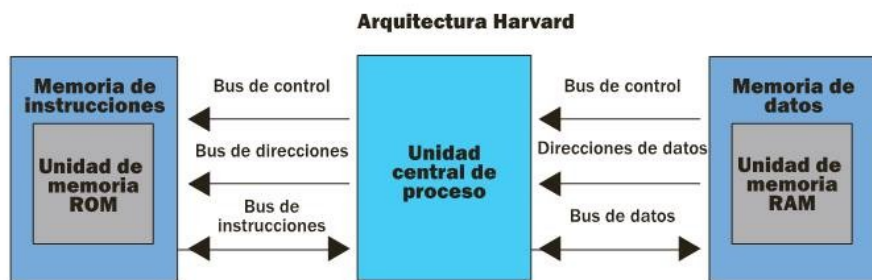 Arquitectura Harvard
Memoria de
instrucciones
Unidad de
memoria
ROM
Bus de control
Bus de direcciones
Bus de
instrucciones
Unidad
central de
proceso
Bus de control
Direcciones de datos
Bus de datos
Memoria de
datos
Unidad de
memoria
RAM